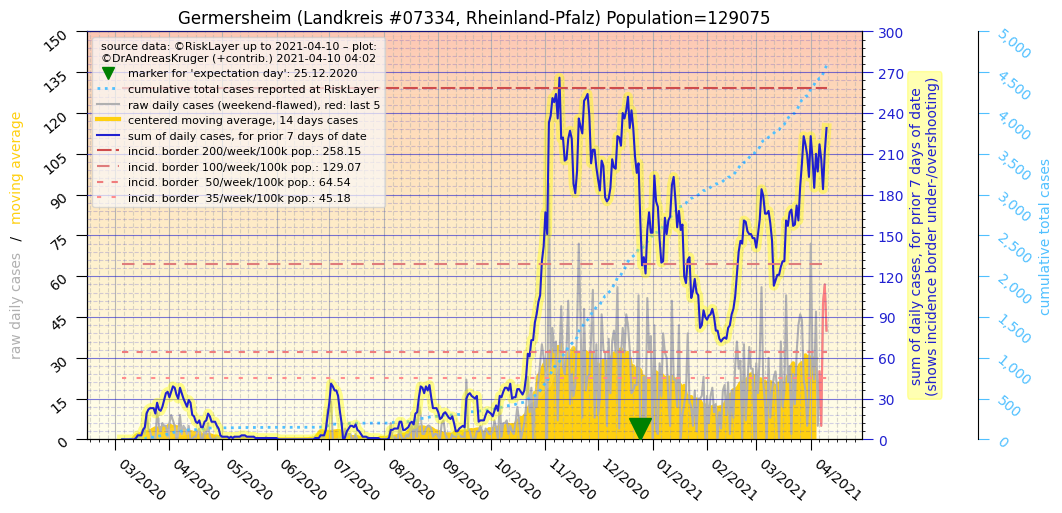 Germersheim (Landkreis #07334, Rheinland-Pfalz) Population=129075
source data: ©RiskLayer up to 2021-04-10 – plot:
©DrAndreasKruger (+contrib.) 2021-04-10 04:02
marker for 'expectation day': 25.12.2020
cumulative total cases reported at RiskLayer
raw daily cases (weekend-flawed), red: last 5
centered moving average, 14 days cases
sum of daily cases, for prior 7 days of date
incid. border 200/week/100k pop.: 258.15
incid. border 100/week/100k pop.: 129.07
incid. border  50/week/100k pop.: 64.54
incid. border  35/week/100k pop.: 45.18
raw daily cases / moving average
150
135
120
105
90
75
60
45
30
15
0
03/2020
04/2020
05/2020
06/2020
07/2020
08/2020
09/2020
10/2020
11/2020
12/2020
01/2021
02/2021
03/2021
04/2021
300
270
240
210
180
150
120
90
60
30
0
sum of daily cases, for prior 7 days of date
(shows incidence border under-/overshooting)
5,000
4,500
4,000
3,500
3,000
2,500
2,000
1,500
1,000
500
0
cumulative total cases